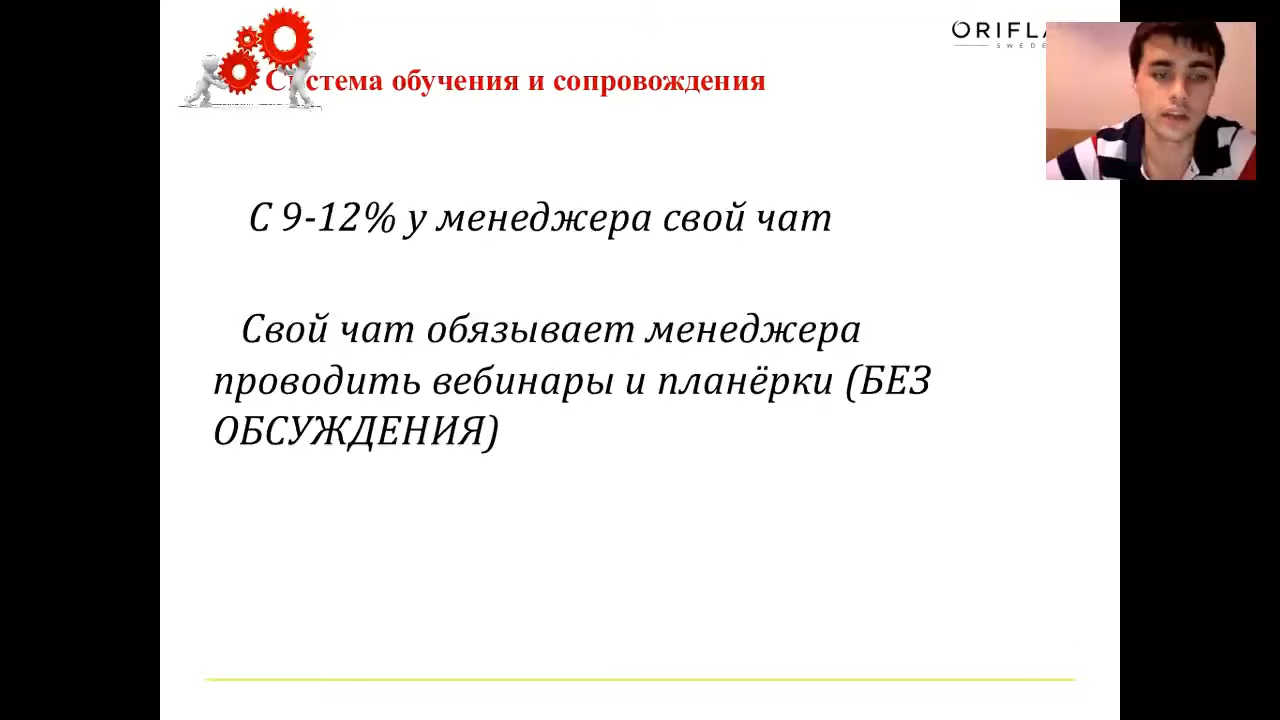 ORIFLA
SWEDE
Система обучения и сопровождения
С 9-12% у менеджера свой чат
Свой чат обязывает менеджера
проводить вебинары и планёрки (БЕЗ
ОБСУЖДЕНИЯ)